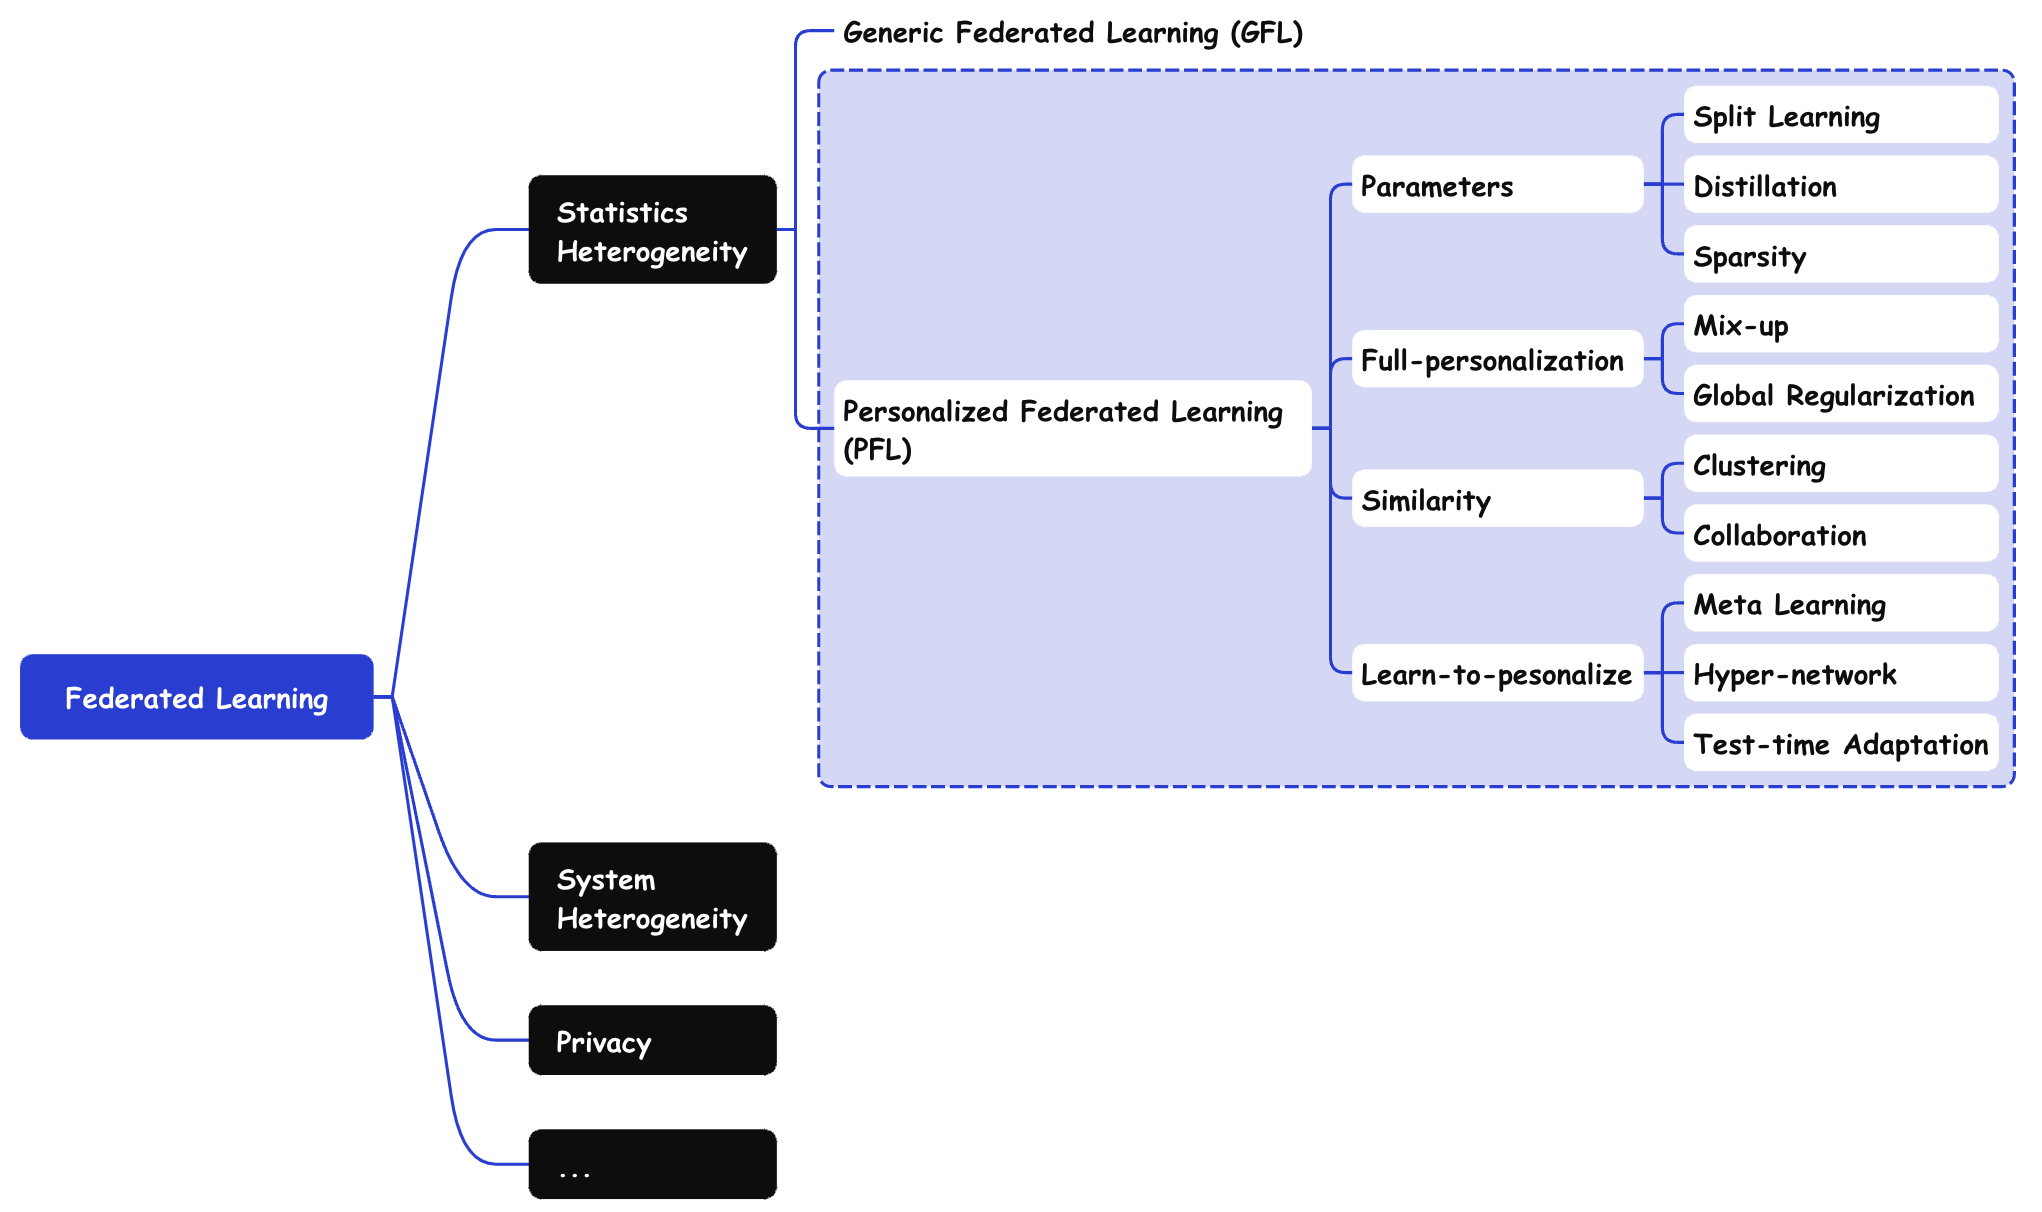 Generic Federated Learning (GFL)
Split Learning
Parameters
Distillation
Statistics
Heterogeneity
Sparsity
Mix-up
Full-personalization
Global Regularization
Personalized Federated Learning
(PFL)
Clustering
Similarity
Collaboration
Meta Learning
Learn-to-pesonalize
Hyper-network
Test-time Adaptation
Federated Learning
System
Heterogeneity
Privacy
...